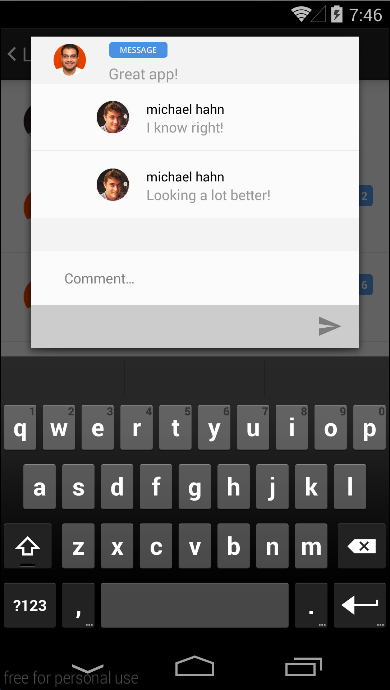 7:46
L
MESSAGE
Great app!
michael hahn
I know right!
michael hahn
Looking a lot better!
2
6
Comment...
1 2 3 4 5 6 7 8 9 0
q w e r t y u i o p
a s d f g h j k l
z x c v b n m
?123 , ... . ...
free for personal use